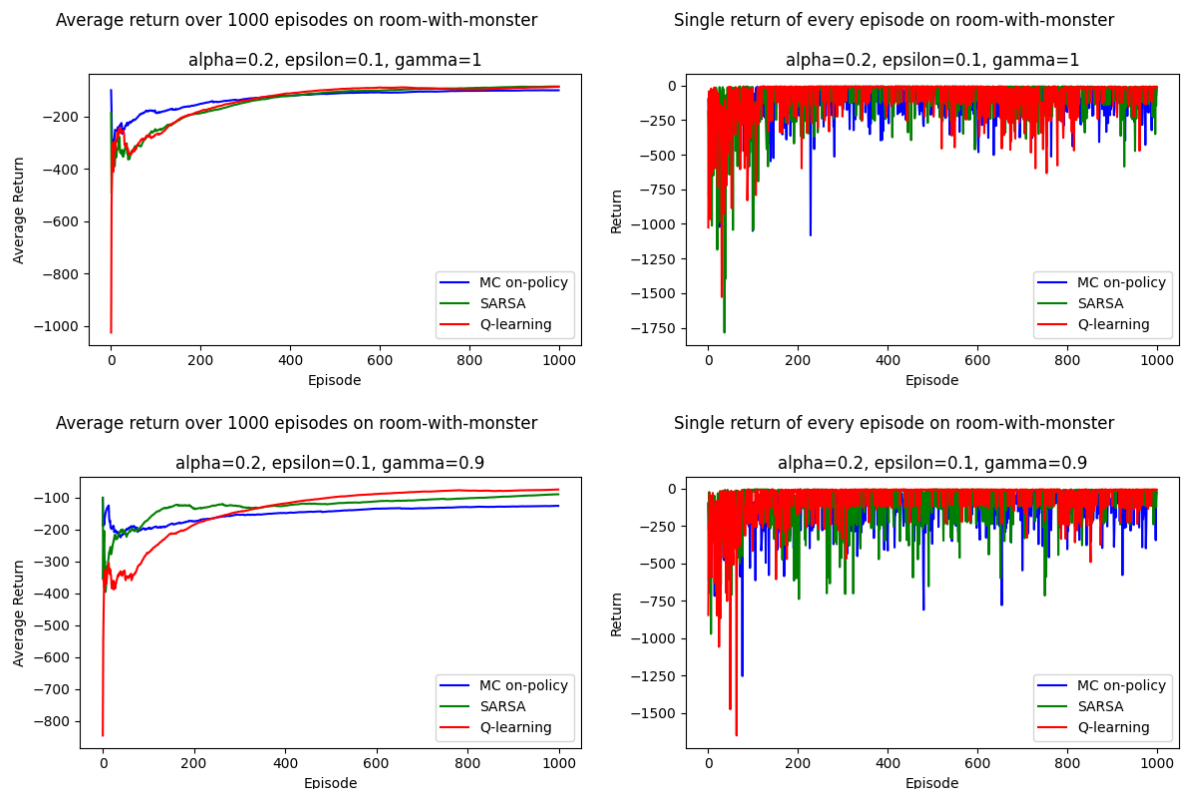 Average return over 1000 episodes on room-with-monster
alpha=0.2, epsilon=0.1, gamma=1
Average Return
−200
−400
−600
−800
−1000
0
200
400
600
800
1000
Episode
MC on-policy
SARSA
Q-learning
Single return of every episode on room-with-monster
alpha=0.2, epsilon=0.1, gamma=1
Return
0
−250
−500
−750
−1000
−1250
−1500
−1750
0
200
400
600
800
1000
Episode
MC on-policy
SARSA
Q-learning
Average return over 1000 episodes on room-with-monster
alpha=0.2, epsilon=0.1, gamma=0.9
Average Return
−100
−200
−300
−400
−500
−600
−700
−800
0
200
400
600
800
1000
Episode
MC on-policy
SARSA
Q-learning
Single return of every episode on room-with-monster
alpha=0.2, epsilon=0.1, gamma=0.9
Return
0
−250
−500
−750
−1000
−1250
−1500
0
200
400
600
800
1000
Episode
MC on-policy
SARSA
Q-learning